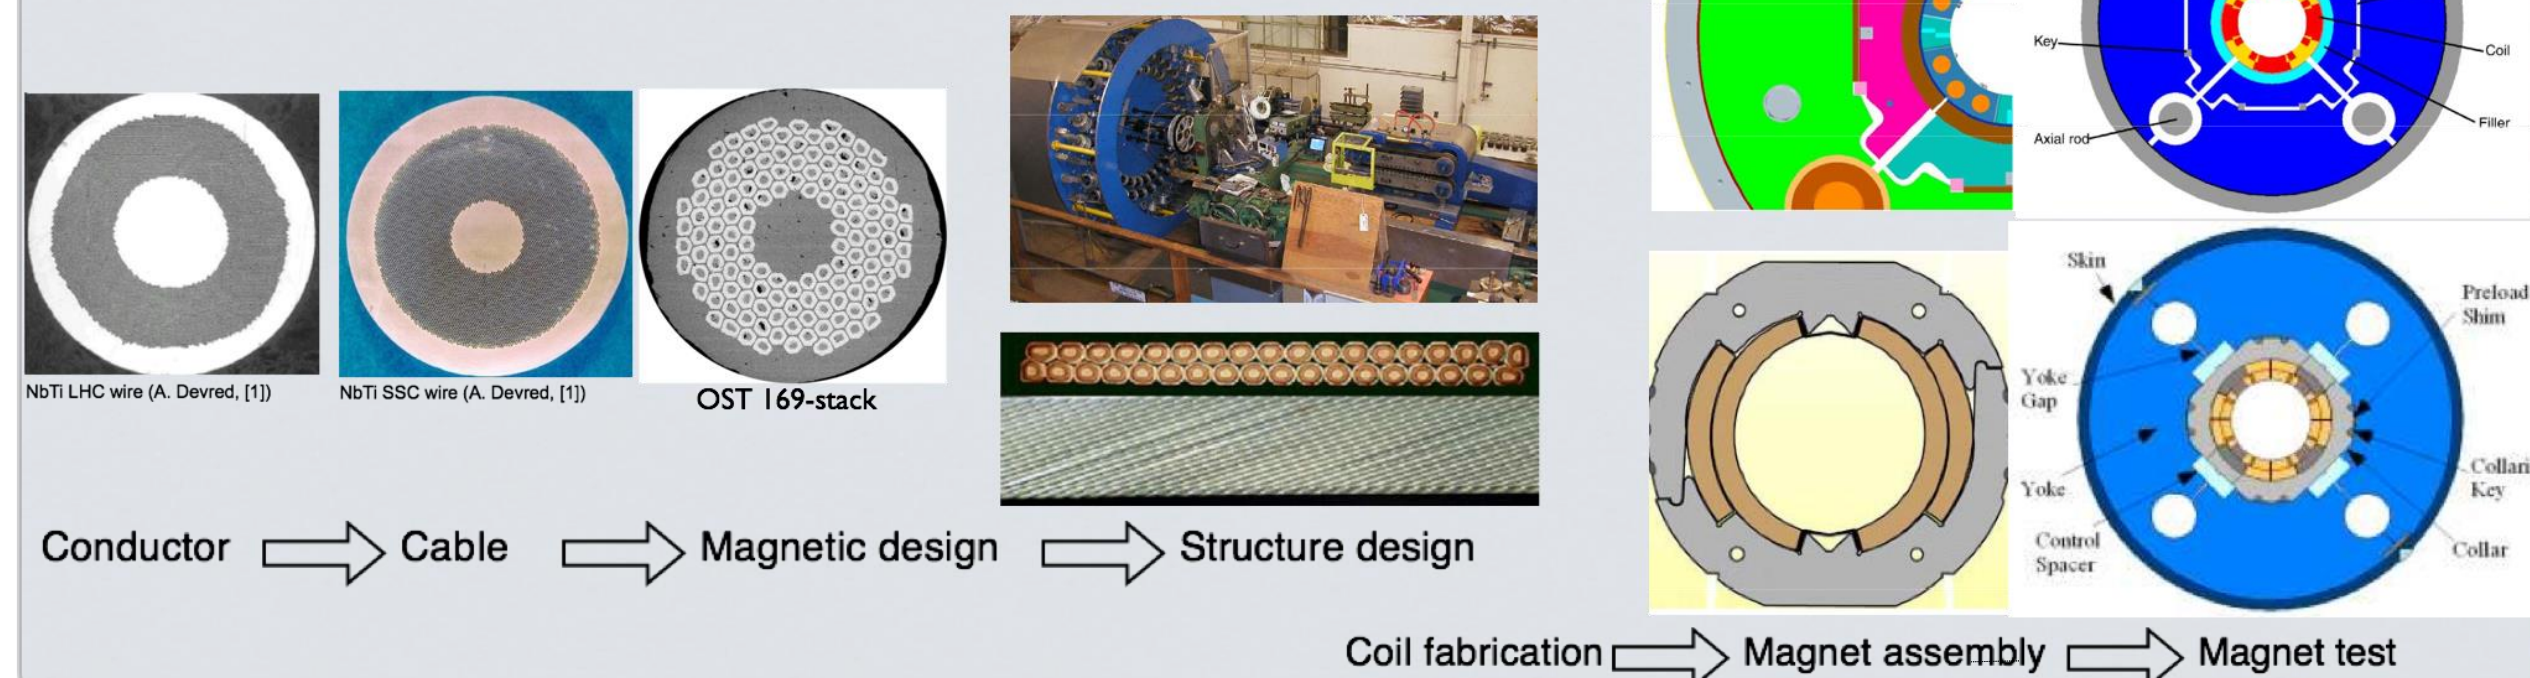 Key
Coil
Filler
Axial rod
NbTi LHC wire (A. Devred, [1])
NbTi SSC wire (A. Devred, [1])
OST 169-stack
Skin
Preload
Shim
Yoke
Gap
Yoke
Collari
Key
Control
Spacer
Collar
Conductor
Cable
Magnetic design
Structure design
Coil fabrication
Magnet assembly
Magnet test